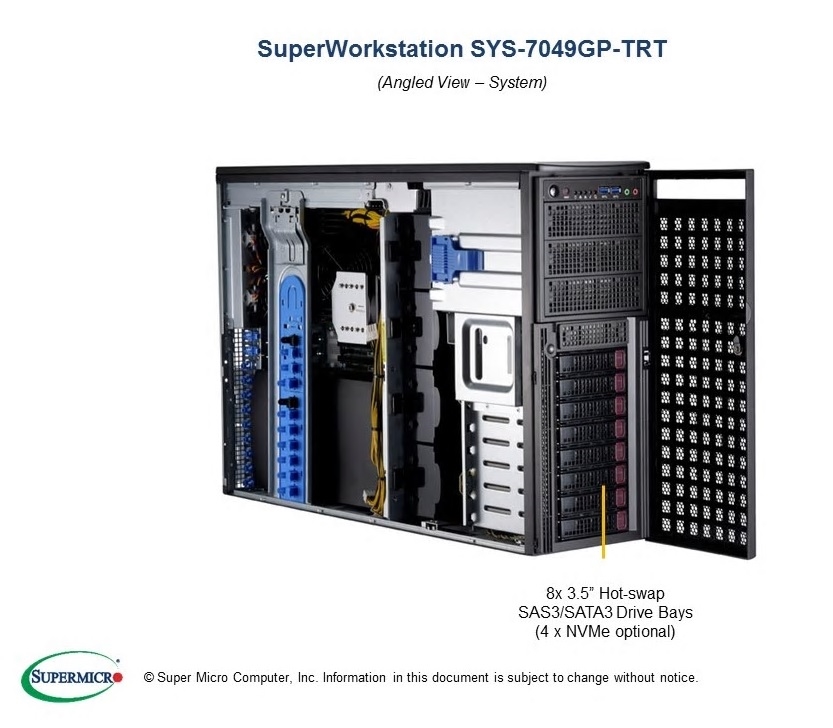 SuperWorkstation SYS-7049GP-TRT
(Angled View – System)
8x 3.5” Hot-swap
SAS3/SATA3 Drive Bays
(4 x NVMe optional)
SUPERMICRO
© Super Micro Computer, Inc. Information in this document is subject to change without notice.